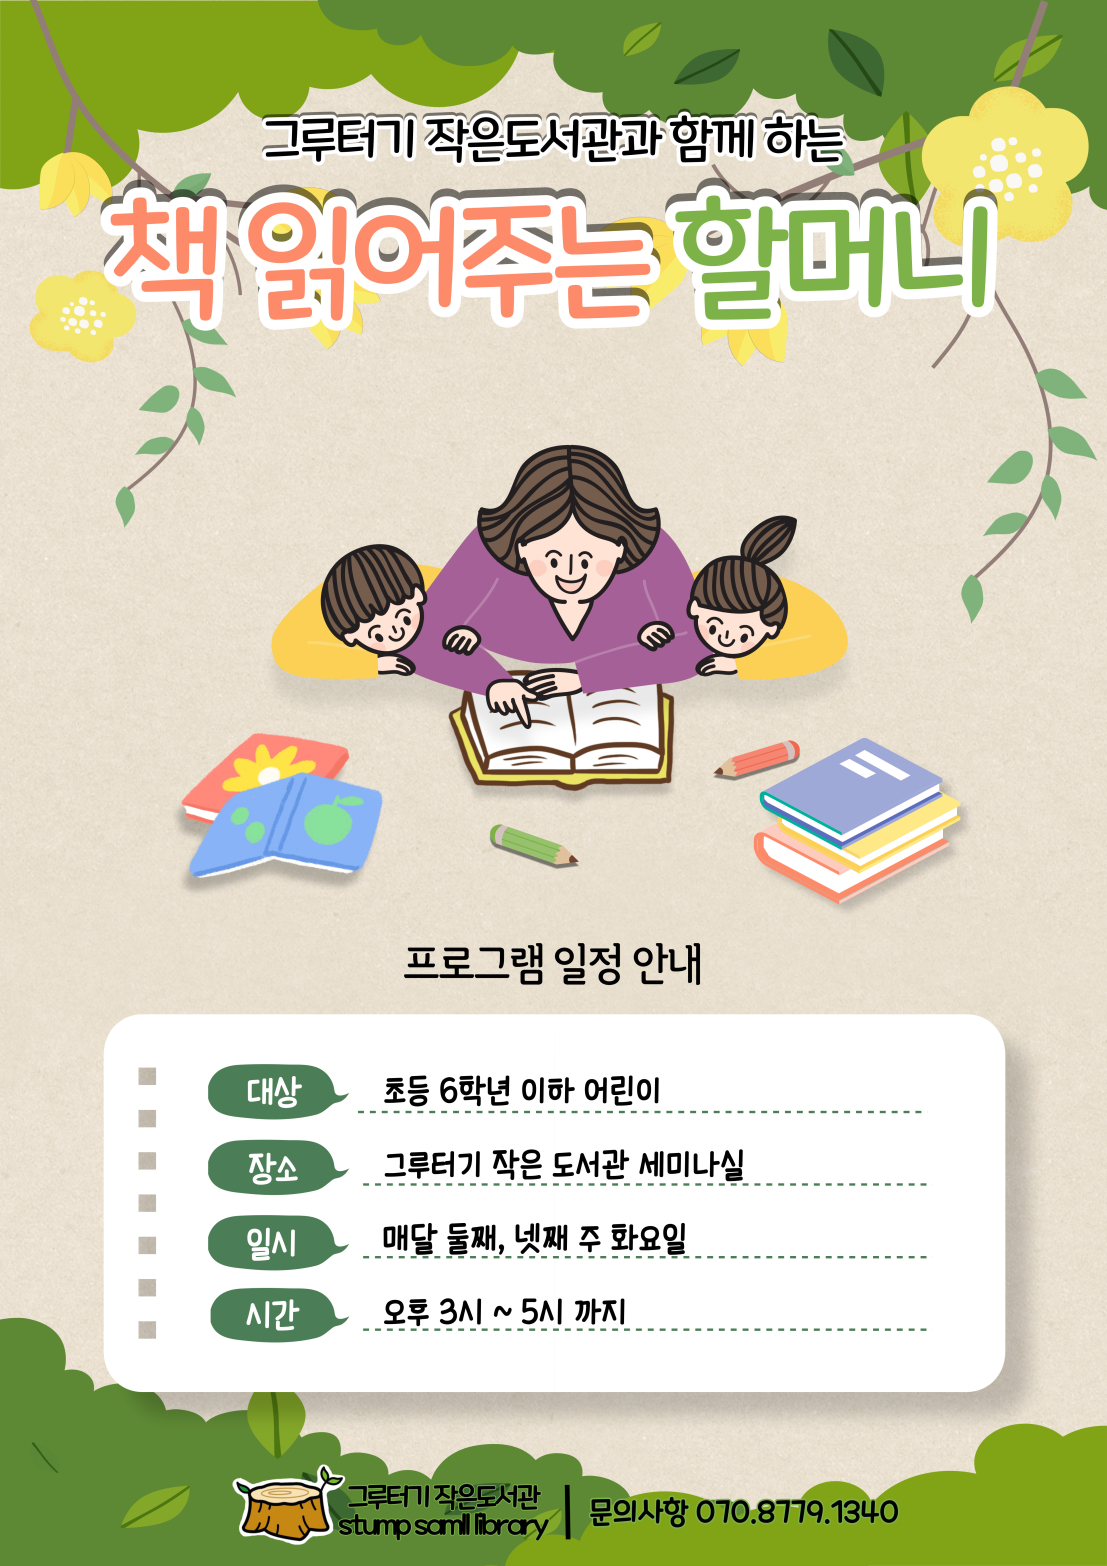 그루터기 작은도서관과 함께 하는
책 읽어주는 할머니
프로그램 일정 안내
대상 초등 6학년 이하 어린이
장소 그루터기 작은 도서관 세미나실
일시 매달 둘째, 넷째 주 화요일
시간 오후 3시 ~ 5시 까지
그루터기 작은도서관
stump samll library
문의사항 070.8779.1340